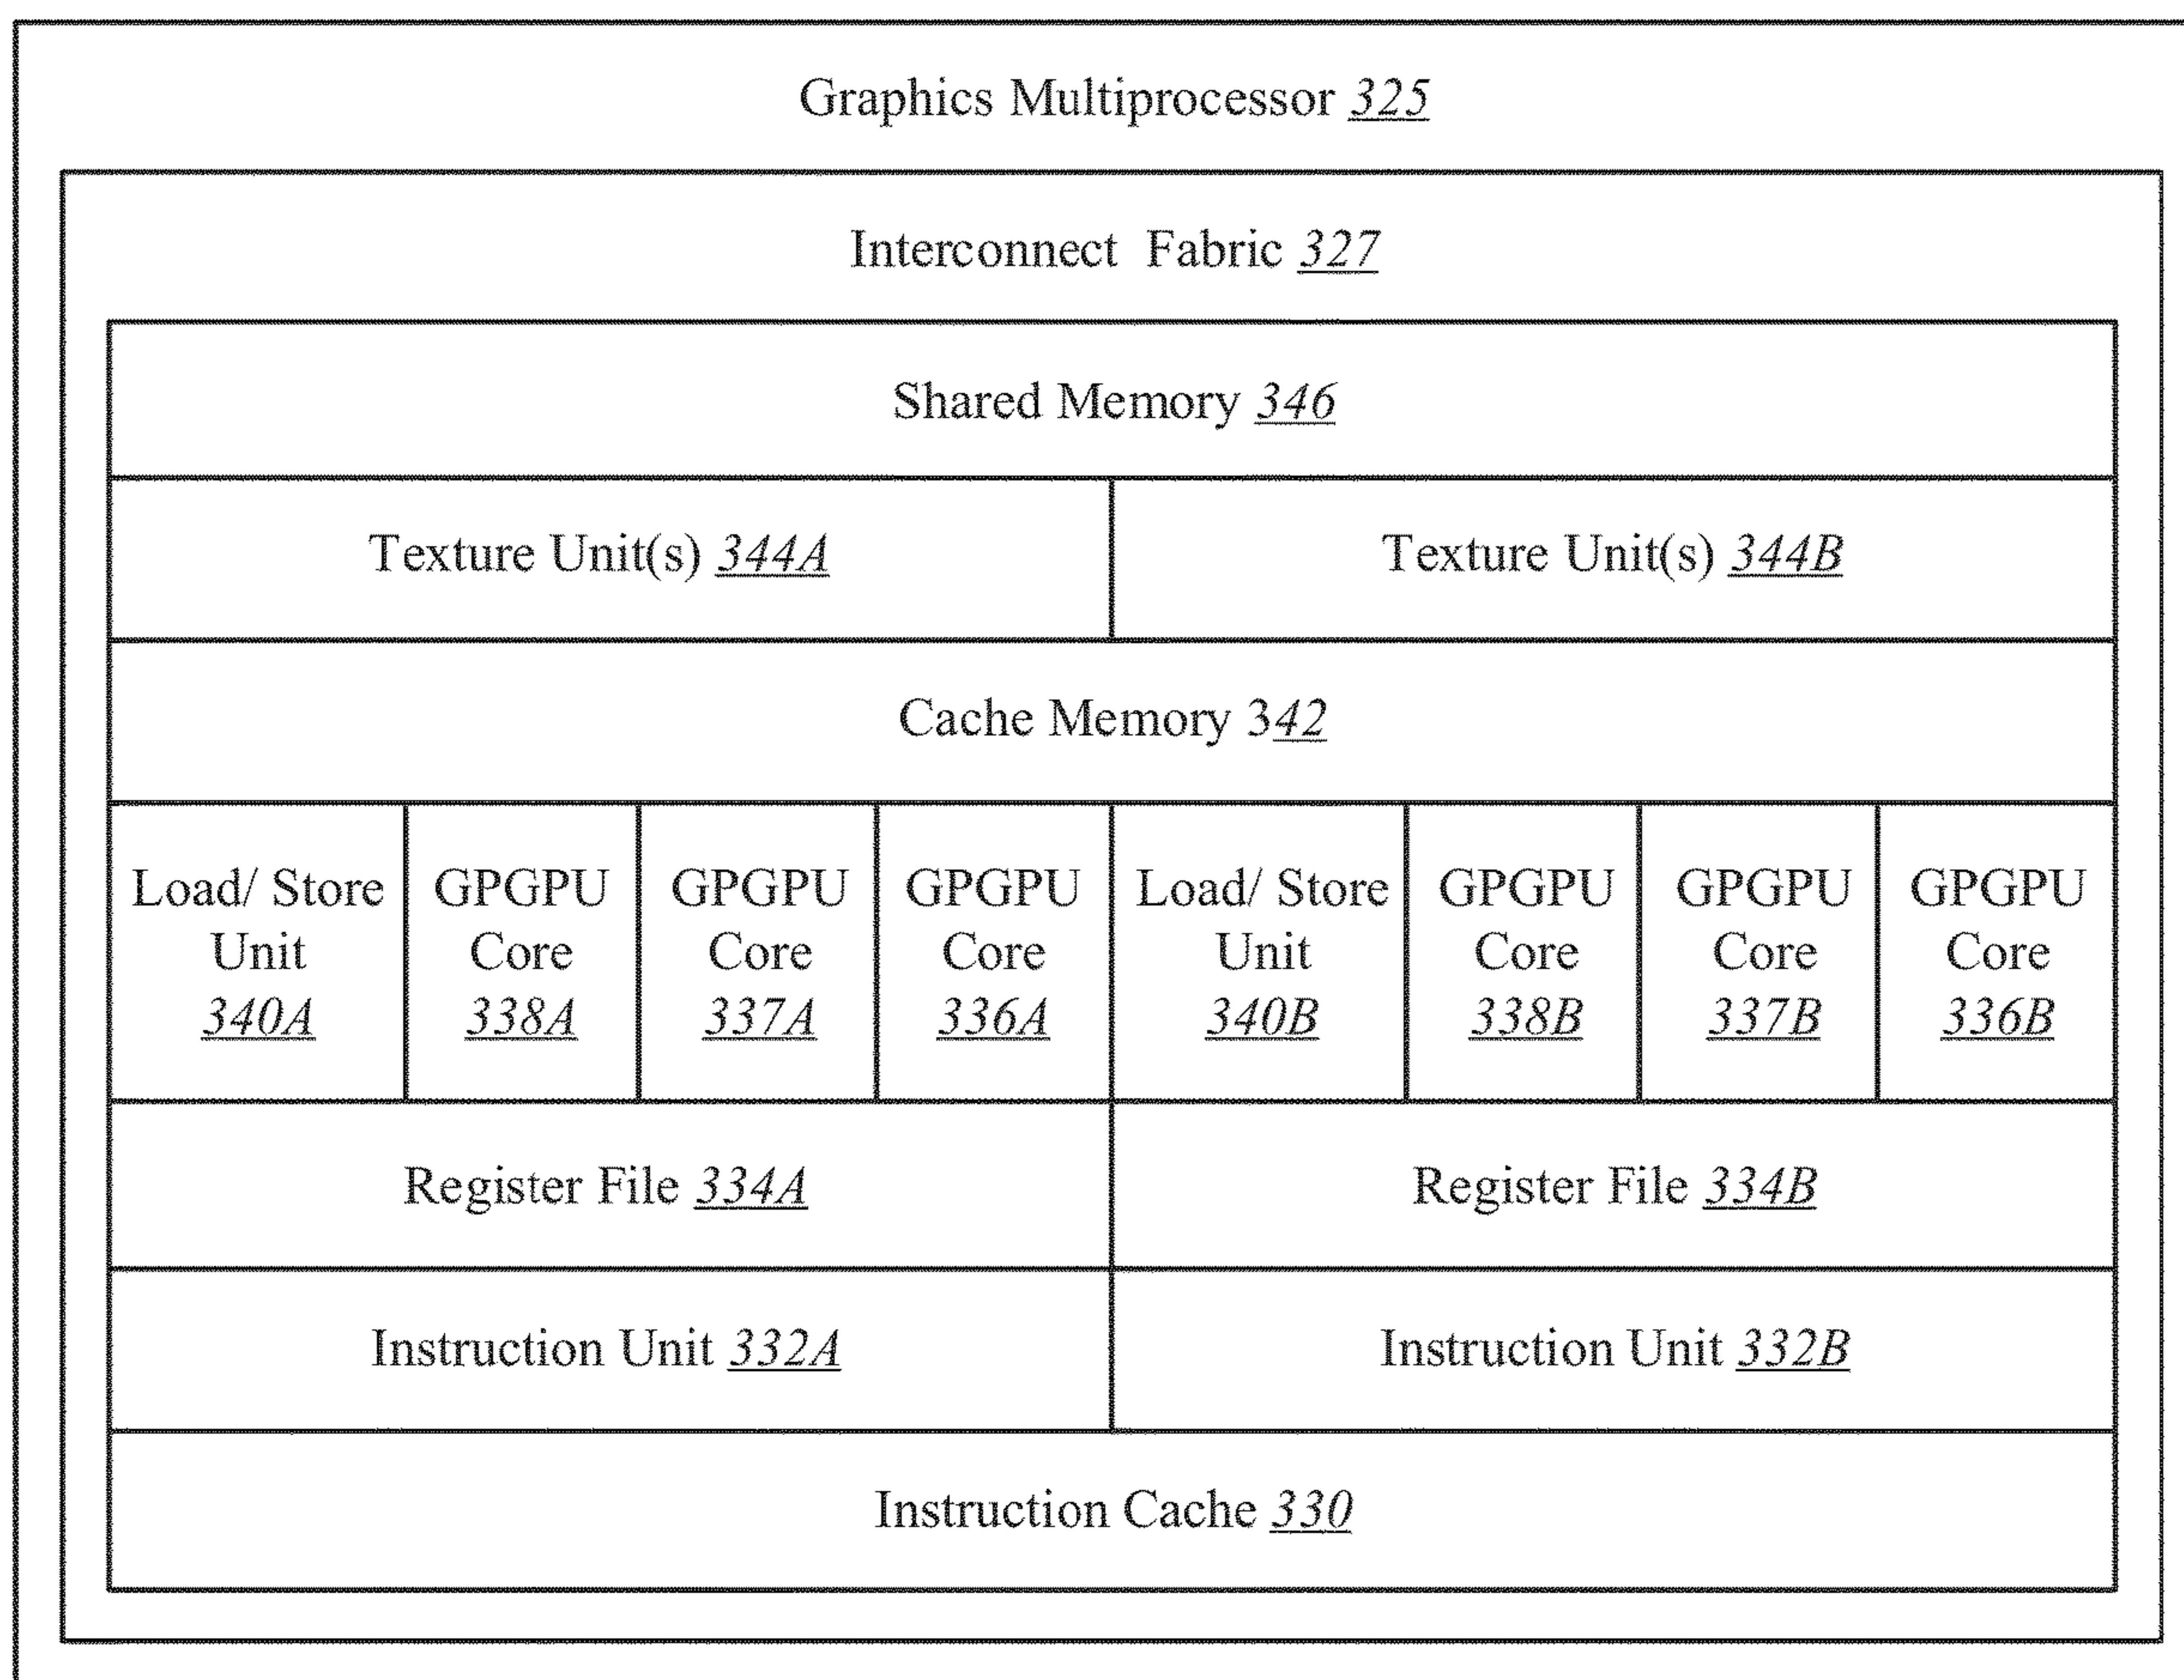 Graphics Multiprocessor 325
Interconnect Fabric 327
Shared Memory 346
Texture Unit(s) 344A
Texture Unit(s) 344B
Cache Memory 342
Load/ Store
Unit
340A
GPGPU
Core
338A
GPGPU
Core
337A
GPGPU
Core
336A
Load/ Store
Unit
340B
GPGPU
Core
338B
GPGPU
Core
337B
GPGPU
Core
336B
Register File 334A
Register File 334B
Instruction Unit 332A
Instruction Unit 332B
Instruction Cache 330